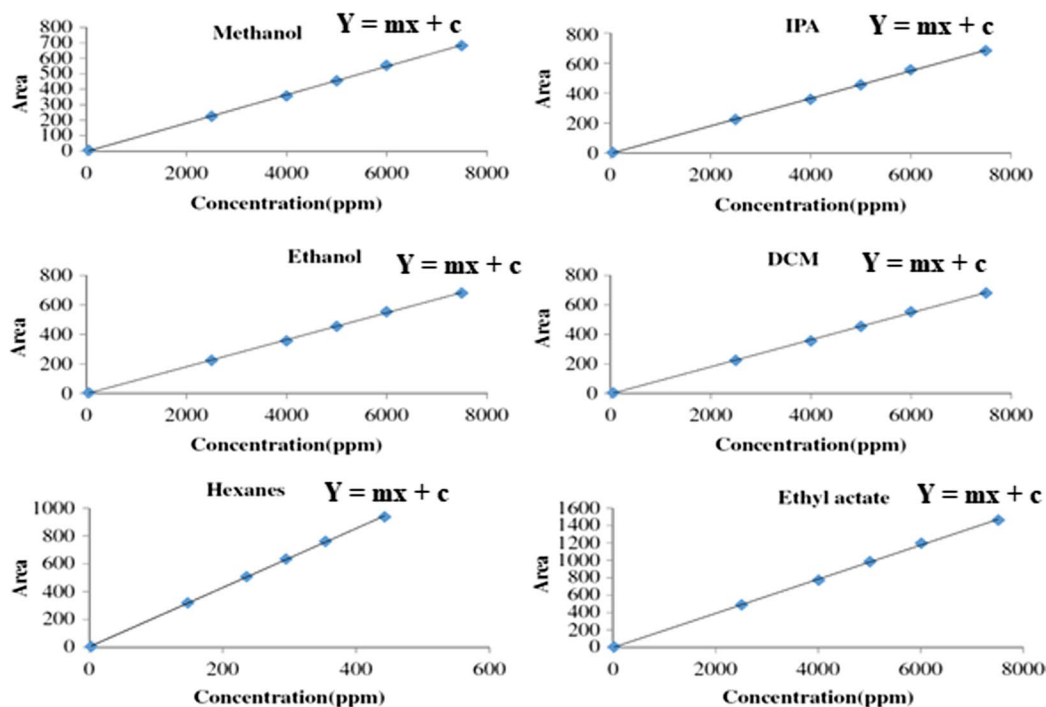 Methanol
Y = mx + c
800
700
600
500
400
300
200
100
0
Area
0 2000 4000 6000 8000
Concentration(ppm)
IPA
Y = mx + c
800
600
400
200
0
Area
0 2000 4000 6000 8000
Concentration(ppm)
Ethanol
Y = mx + c
800
600
400
200
0
Area
0 2000 4000 6000 8000
Concentration(ppm)
DCM
Y = mx + c
800
600
400
200
0
Area
0 2000 4000 6000 8000
Concentration(ppm)
Hexanes
Y = mx + c
1000
800
600
400
200
0
Area
0 200 400 600
Concentration(ppm)
Ethyl actate
Y = mx + c
1600
1400
1200
1000
800
600
400
200
0
Area
0 2000 4000 6000 8000
Concentration(ppm)